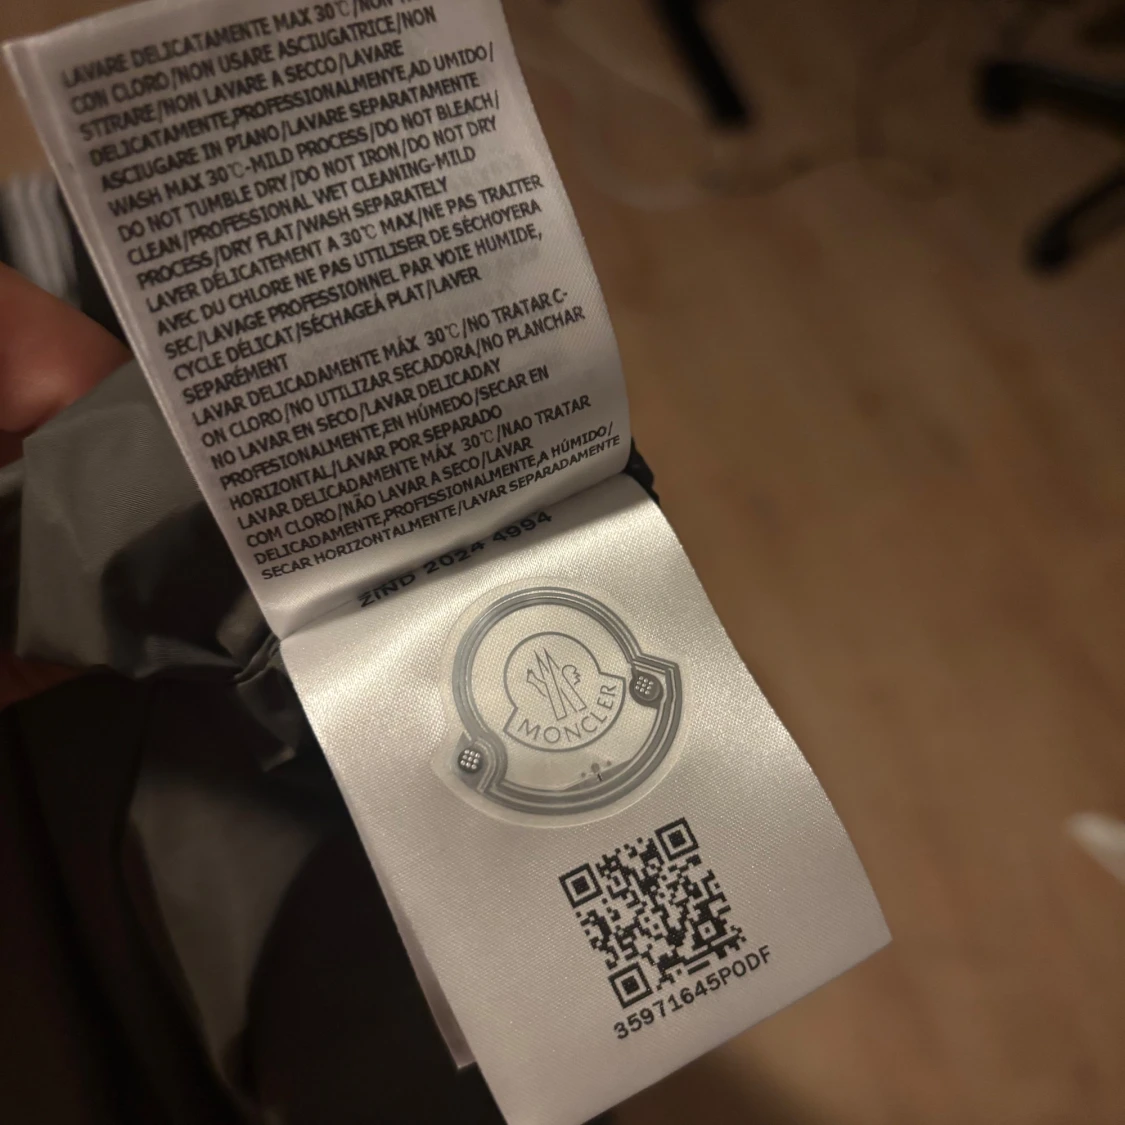 LAVARE DELICATAMENTE MAX 30℃/NON
CON CLORO/NON USARE ASCIUGATRICE/NON
STIRARE/NON LAVARE A SECCO/LAVARE
DELICATAMENTE,PROFESSIONALMENYE,AD UMIDO/
ASCIUGARE IN PIANO/LAVARE SEPARATAMENTE
WASH MAX 30℃-MILD PROCESS/DO NOT BLEACH/
DO NOT TUMBLE DRY/DO NOT IRON/DO NOT DRY
CLEAN/PROFESSIONAL WET CLEANING-MILD
PROCESS/DRY FLAT/WASH SEPARATELY
LAVER DÉLICATEMENT A 30℃ MAX/NE PAS TRAITER
AVEC DU CHLORE NE PAS UTILISER DE SÉCHOYERA
SEC/LAVAGE PROFESSIONNEL PAR VOIE HUMIDE,
CYCLE DÉLICAT/SÉCHAGEÀ PLAT/LAVER
SEPARÉMENT
LAVAR DELICADAMENTE MÁX 30℃/NO TRATAR C-
ON CLORO/NO UTILIZAR SECADORA/NO PLANCHAR
NO LAVAR EN SECO/LAVAR DELICADAY
PROFESIONALMENTE,EN HÚMEDO/SECAR EN
HORIZONTAL/LAVAR POR SEPARADO
LAVAR DELICADAMENTE MÁX 30℃/NAO TRATAR
COM CLORO/NÃO LAVAR A SECO/LAVAR
DELICADAMENTE,PROFISSIONALMENTE,A HÚMIDO/
SECAR HORIZONTALMENTE/LAVAR SEPARADAMENTE
ZIND 2024 4994
MONCLER
35971645PODF